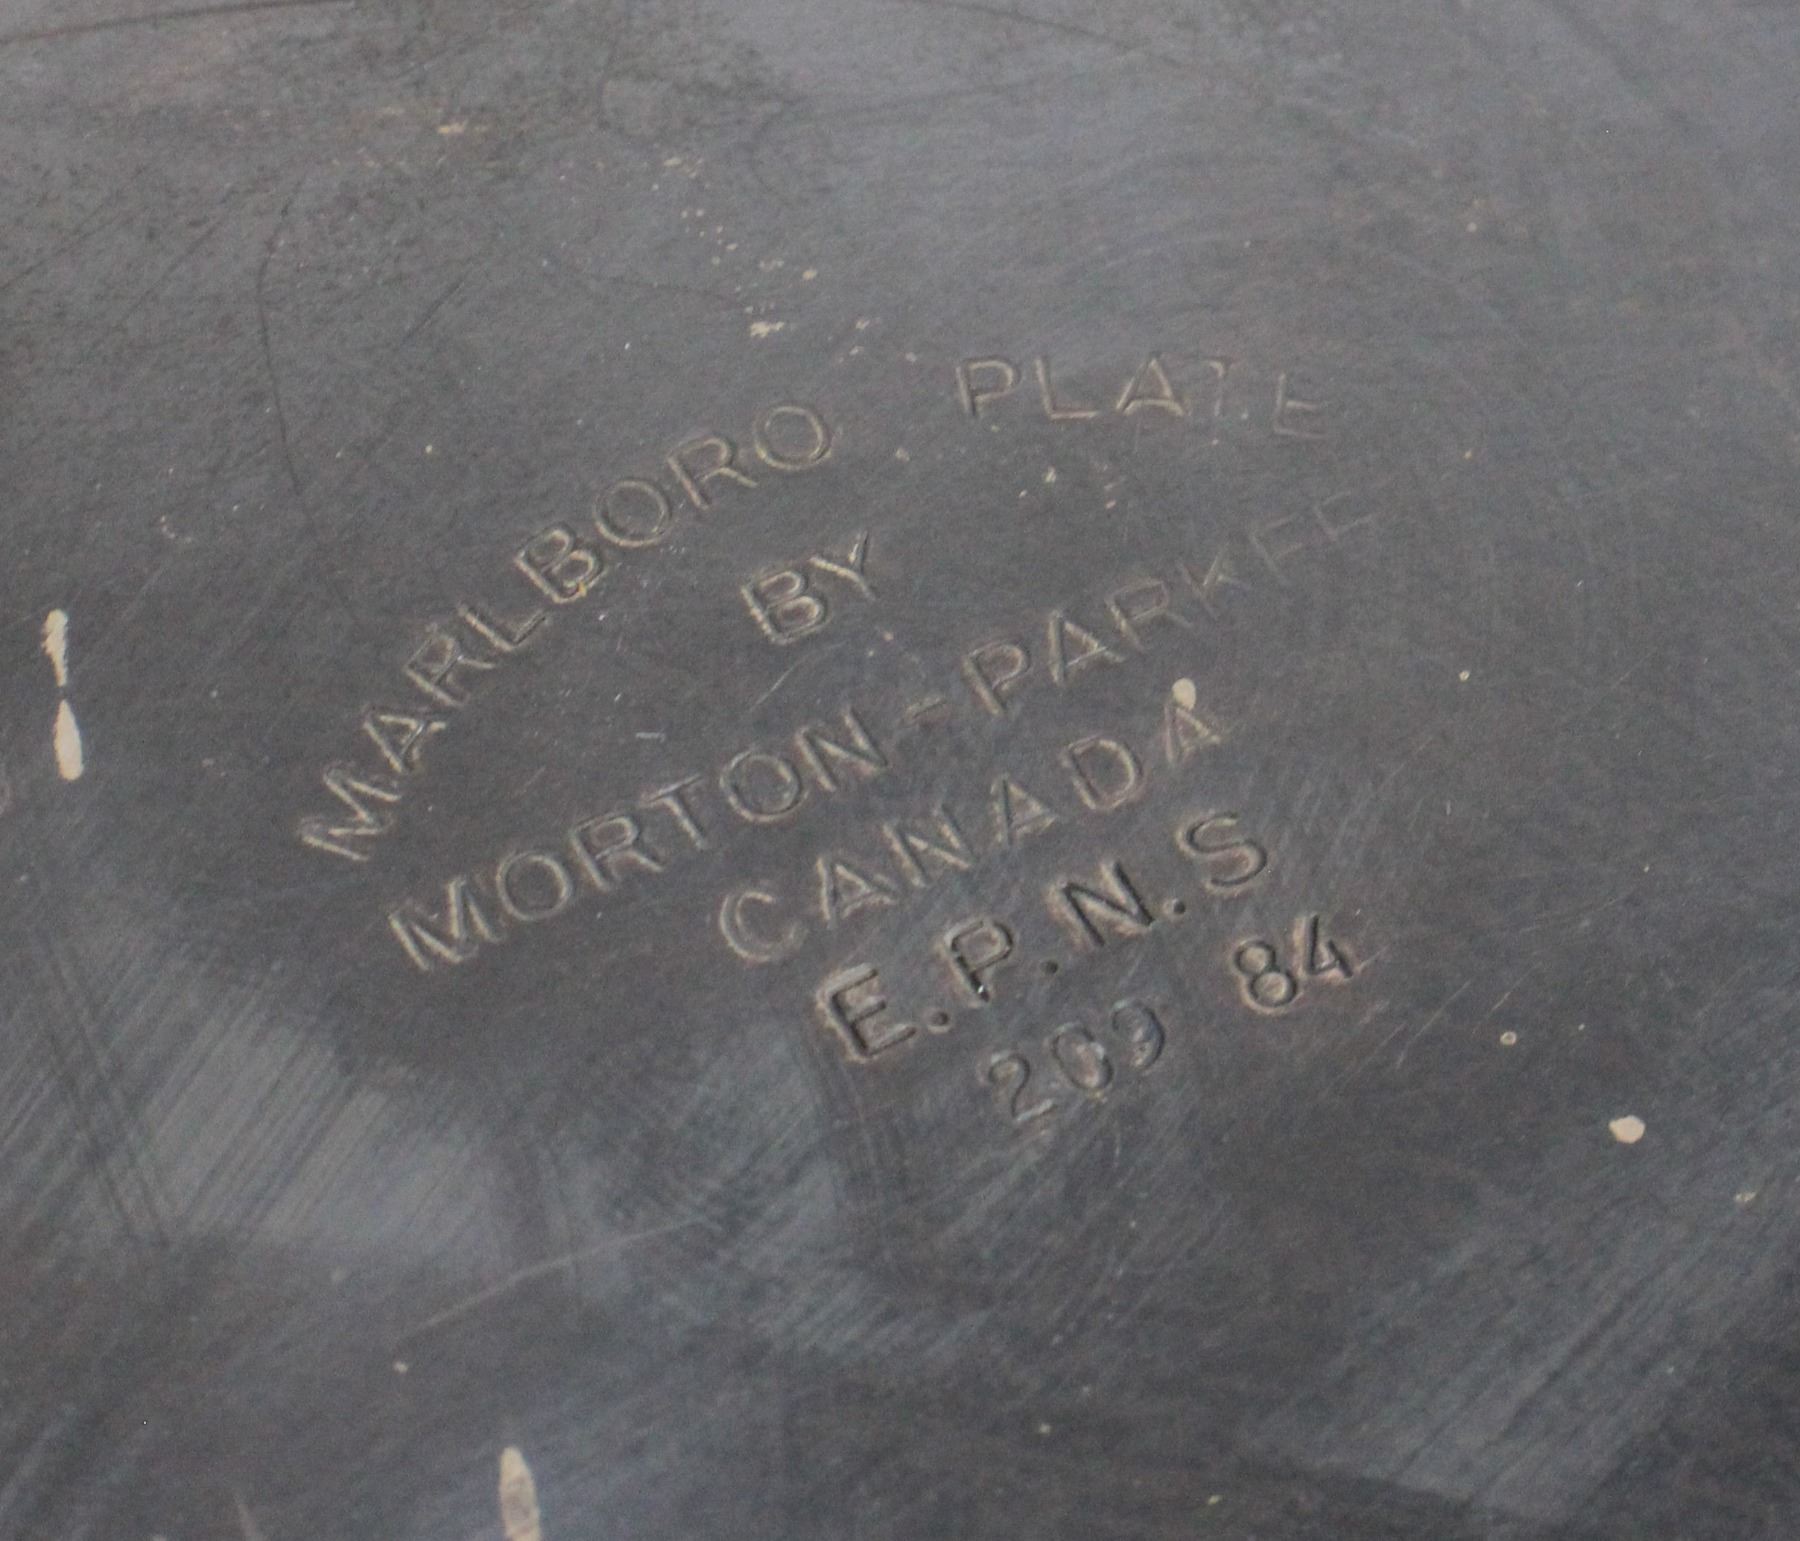 MARLBORO PLATE
BY
MORTON-PARKER
CANADA
E.P.N.S
209 84